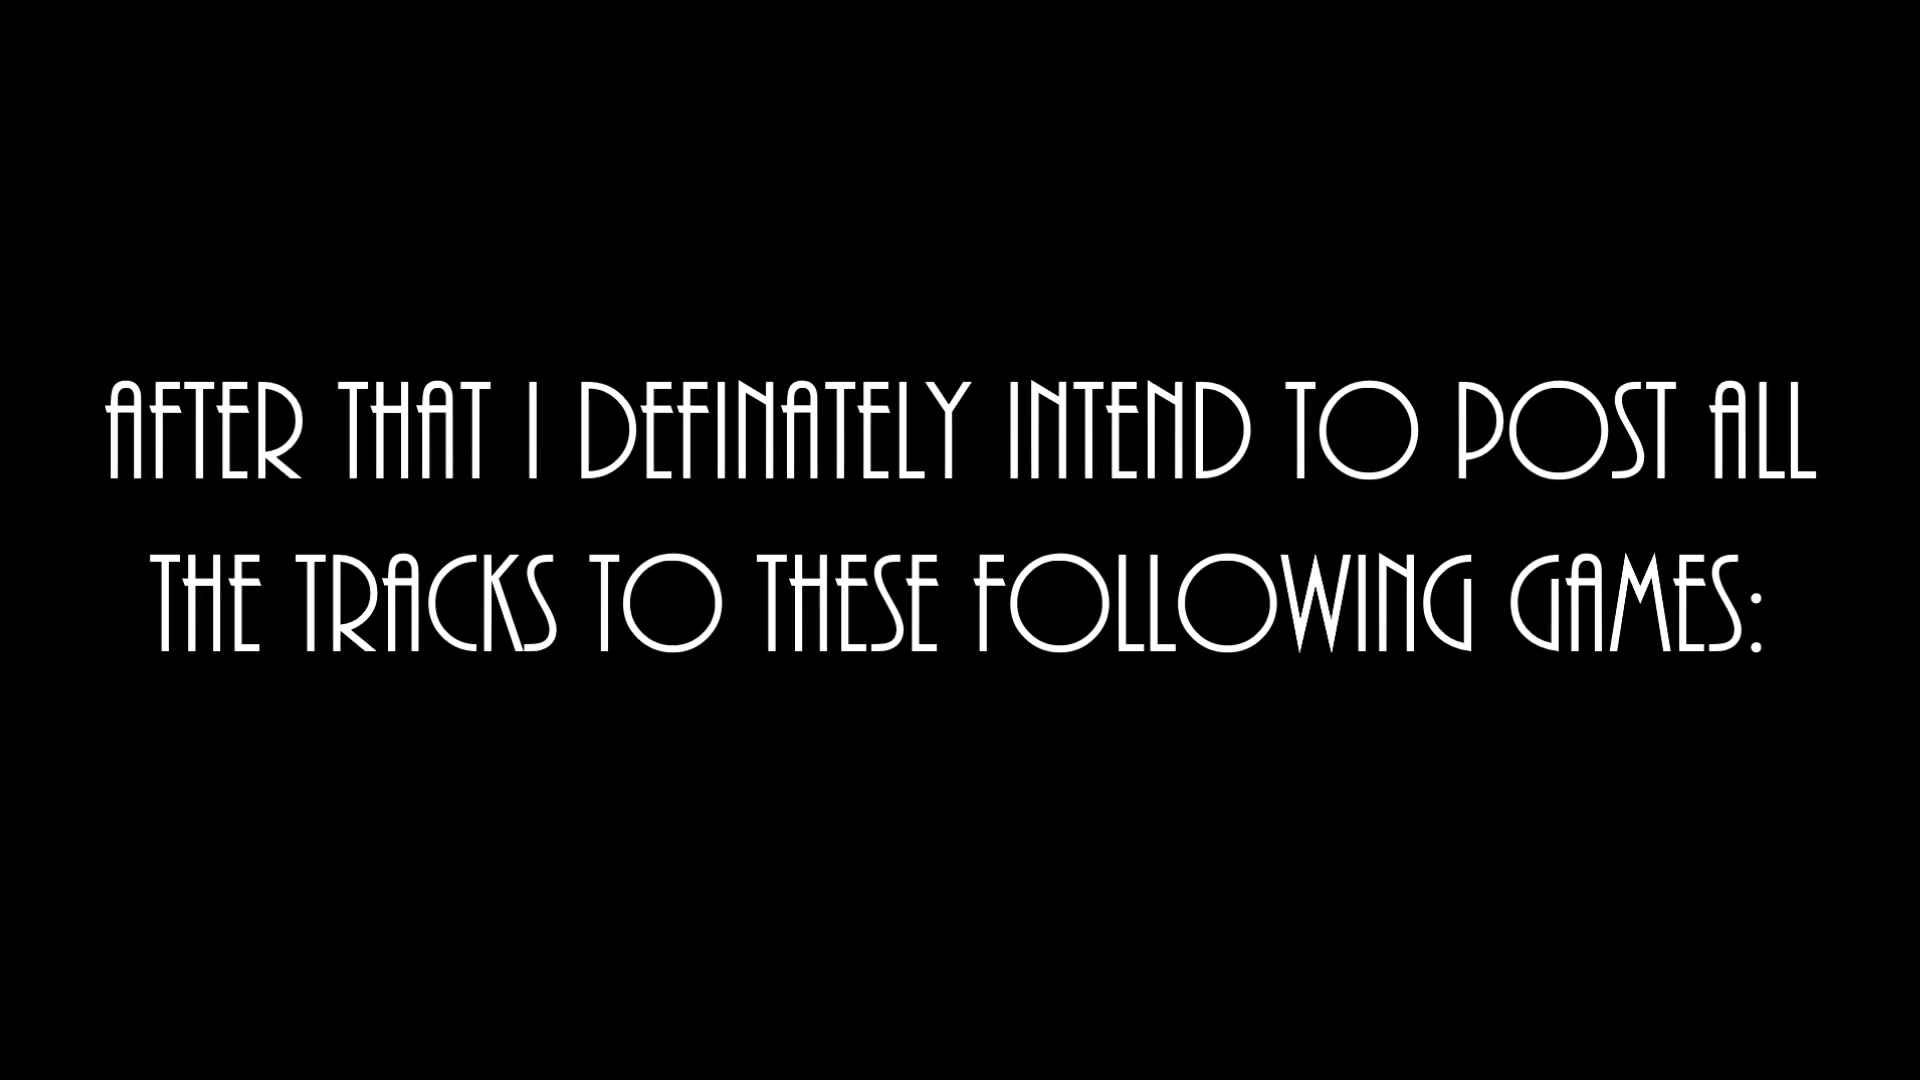 AFTER THAT I DEFINATELY INTEND TO POST ALL
THE TRACKS TO THESE FOLLOWING GAMES: